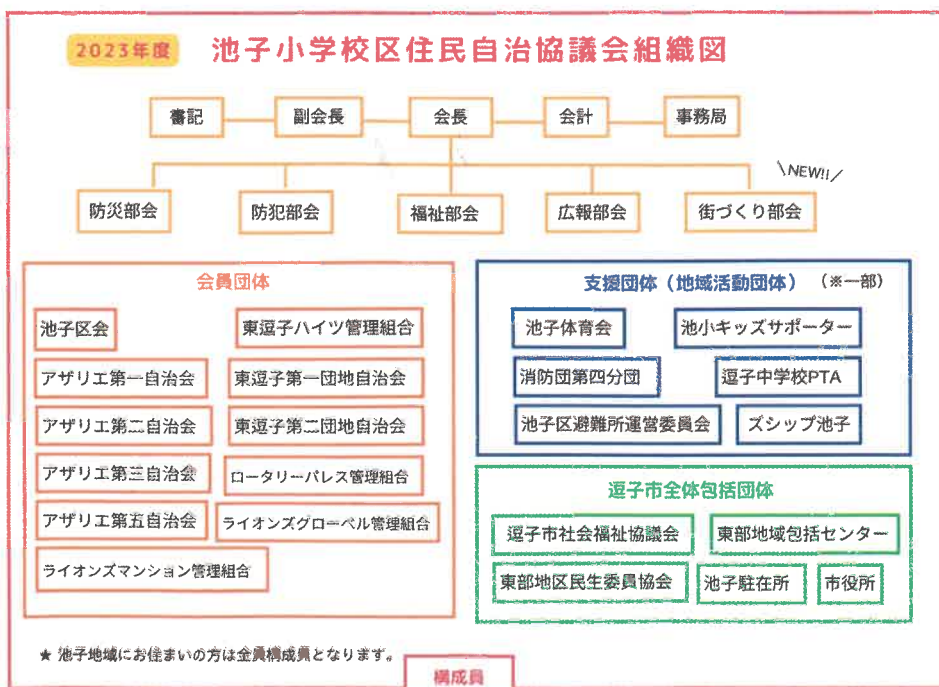 2023年度 池子小学校区住民自治協議会組織図
書記 副会長 会長 会計 事務局
\NEW!!/
防災部会 防犯部会 福祉部会 広報部会 街づくり部会
会員団体
池子区会 東逗子ハイツ管理組合
アザリエ第一自治会 東逗子第一団地自治会
アザリエ第二自治会 東逗子第二団地自治会
アザリエ第三自治会 ロータリーパレス管理組合
アザリエ第五自治会 ライオンズグローベル管理組合
ライオンズマンション管理組合
支援団体（地域活動団体） （※一部）
池子体育会 池小キッズサポーター
消防団第四分団 逗子中学校PTA
池子区避難所運営委員会 ズシップ池子
逗子市全体包括団体
逗子市社会福祉協議会 東部地域包括センター
東部地区民生委員協会 池子駐在所 市役所
★ 池子地域にお住まいの方は全員構成員となります。
構成員